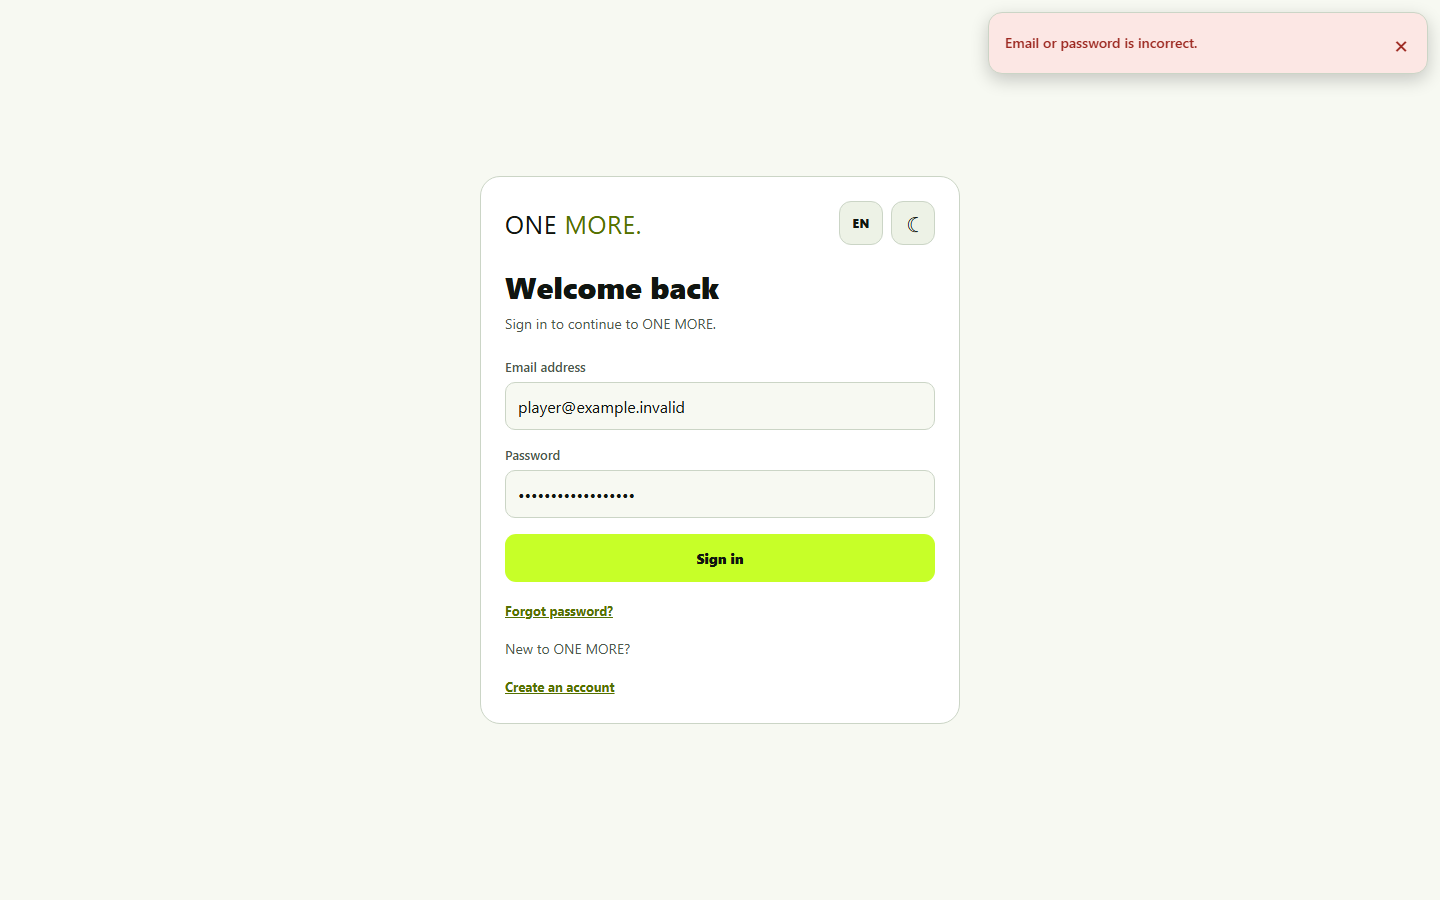 Email or password is incorrect.
ONE MORE.
EN
Welcome back
Sign in to continue to ONE MORE.
Email address
player@example.invalid
Password
••••••••••••••••••
Sign in
Forgot password?
New to ONE MORE?
Create an account